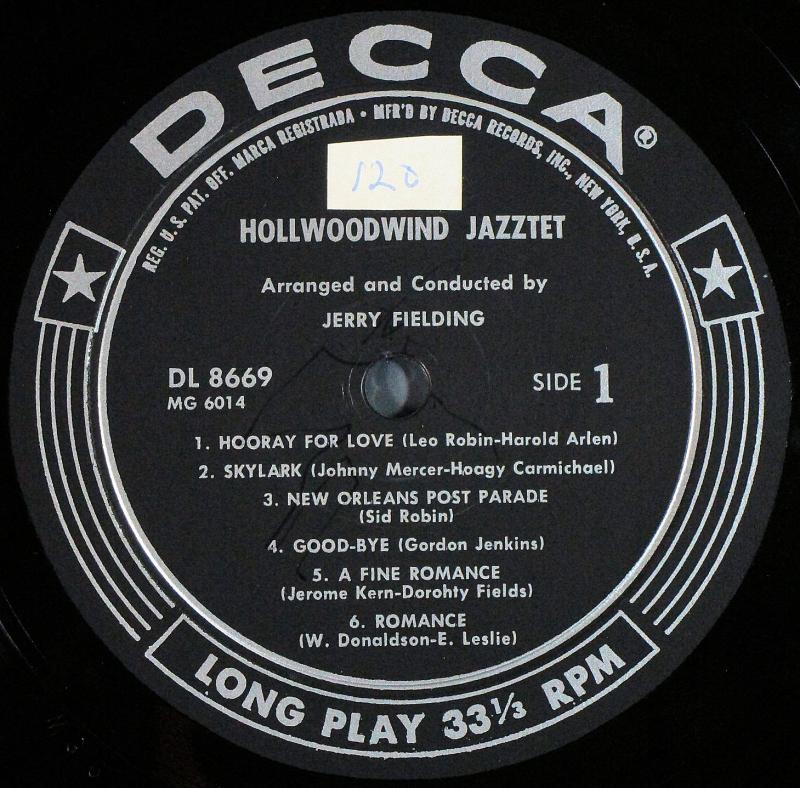 DECCA®
REG. U.S. PAT. OFF. MARCA REGISTRADA • MFR'D BY DECCA RECORDS, INC., NEW YORK, U.S.A.
120
HOLLWOODWIND JAZZTET
Arranged and Conducted by
JERRY FIELDING
DL 8669
MG 6014
SIDE 1
1. HOORAY FOR LOVE (Leo Robin-Harold Arlen)
2. SKYLARK (Johnny Mercer-Hoagy Carmichael)
3. NEW ORLEANS POST PARADE
(Sid Robin)
4. GOOD-BYE (Gordon Jenkins)
5. A FINE ROMANCE
(Jerome Kern-Dorohty Fields)
6. ROMANCE
(W. Donaldson-E. Leslie)
LONG PLAY 33⅓ RPM